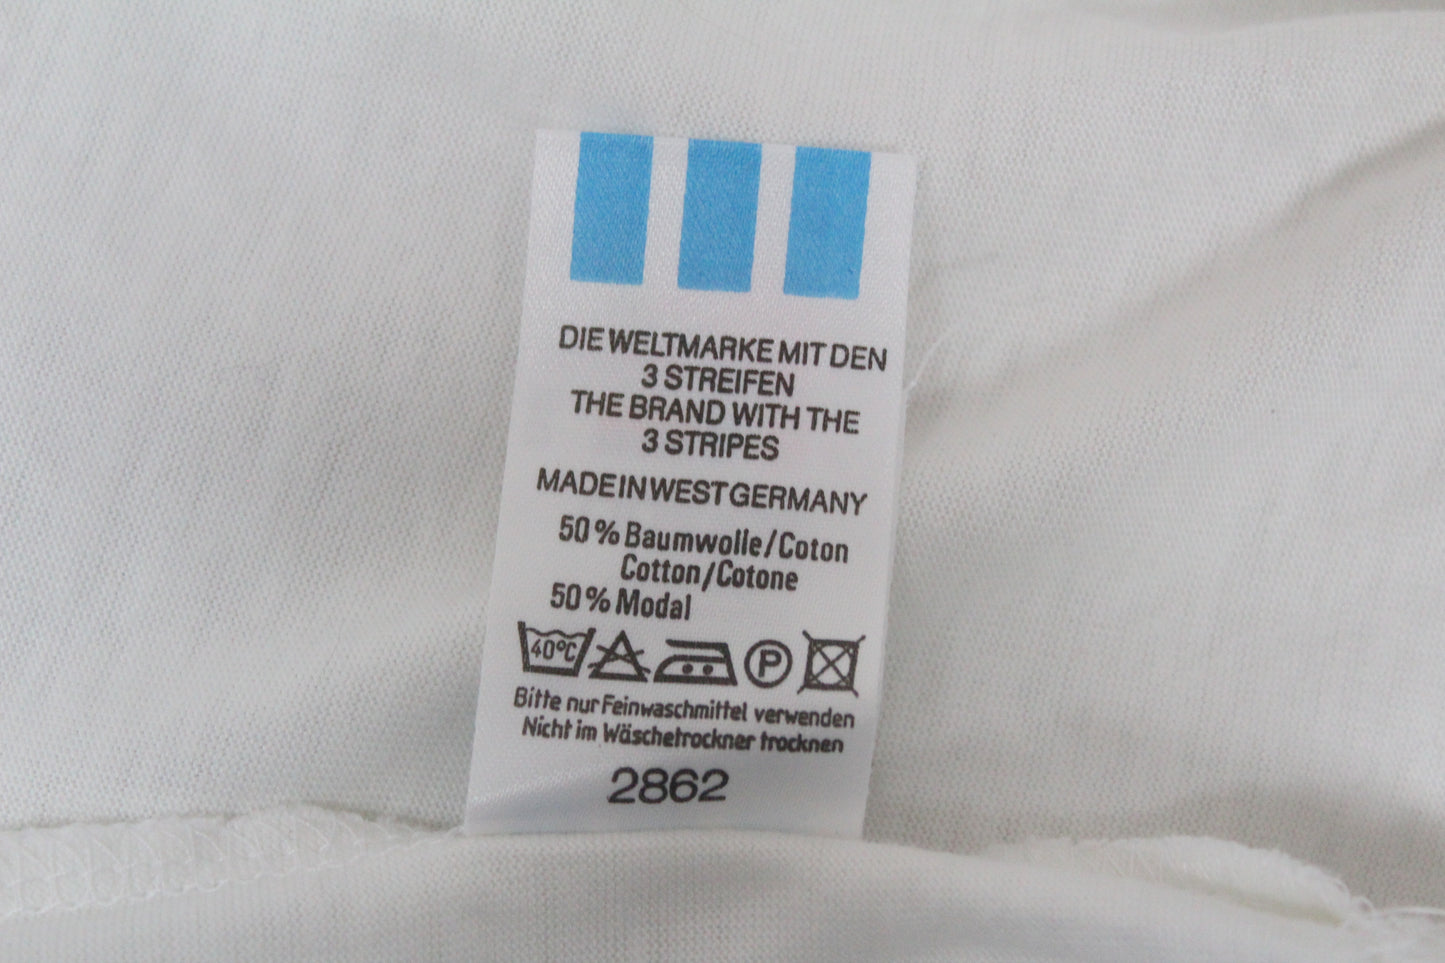 DIE WELTMARKE MIT DEN
3 STREIFEN
THE BRAND WITH THE
3 STRIPES
MADE IN WEST GERMANY
50% Baumwolle/Coton
Cotton/Cotone
50% Modal
40°C P
Bitte nur Feinwaschmittel verwenden
Nicht im Wäschetrockner trocknen
2862